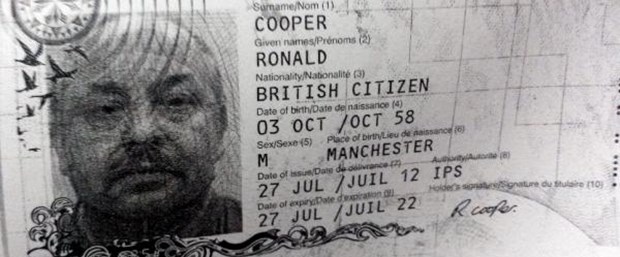 Surname/Nom (1)
COOPER
Given names/Prénoms (2)
RONALD
Nationality/Nationalité (3)
BRITISH CITIZEN
Date of birth/Date de naissance (4)
03 OCT /OCT 58
Sex/Sexe (5) Place of birth/Lieu de naissance (6)
M MANCHESTER
Date of issue/Date de délivrance (7) Authority/Autorité (8)
27 JUL /JUIL 12 IPS
Date of expiry/Date d'expiration (9) Holder's signature/Signature du titulaire (10)
27 JUL /JUIL 22 R cooper.